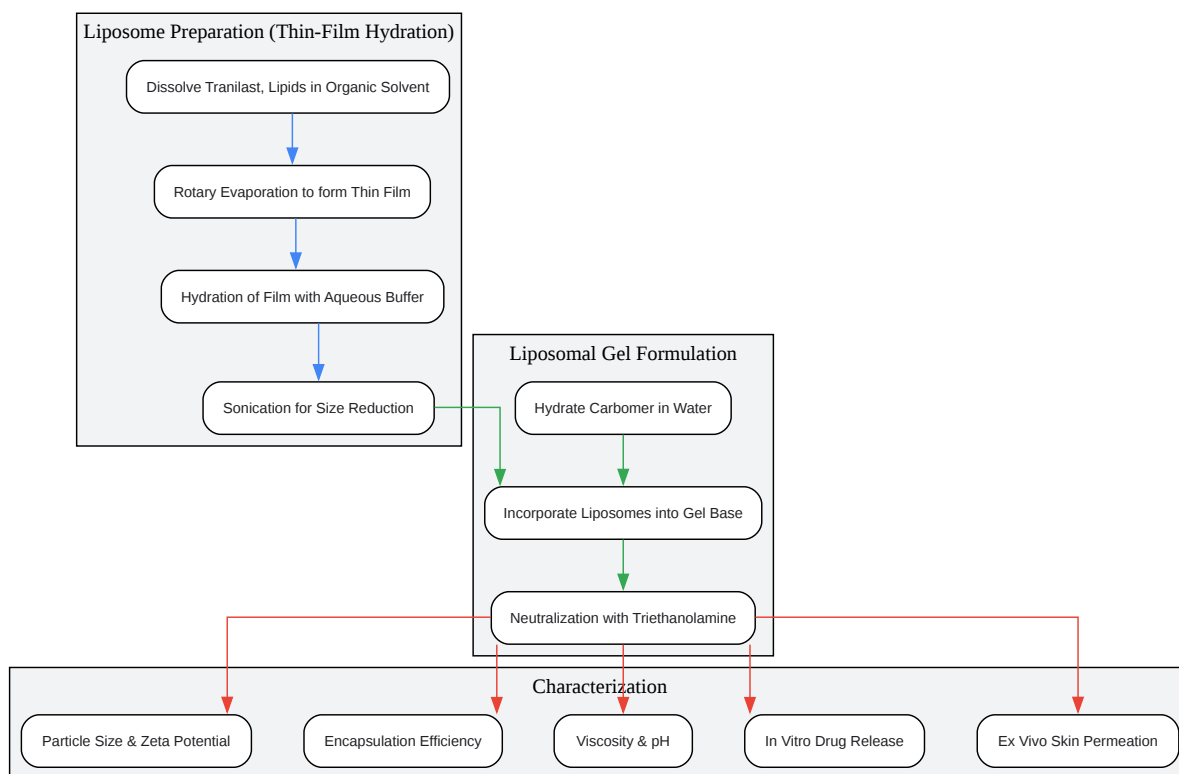 Liposome Preparation (Thin-Film Hydration)
Dissolve Tranilast, Lipids in Organic Solvent
Rotary Evaporation to form Thin Film
Hydration of Film with Aqueous Buffer
Sonication for Size Reduction
Liposomal Gel Formulation
Hydrate Carbomer in Water
Incorporate Liposomes into Gel Base
Neutralization with Triethanolamine
Characterization
Particle Size & Zeta Potential
Encapsulation Efficiency
Viscosity & pH
In Vitro Drug Release
Ex Vivo Skin Permeation